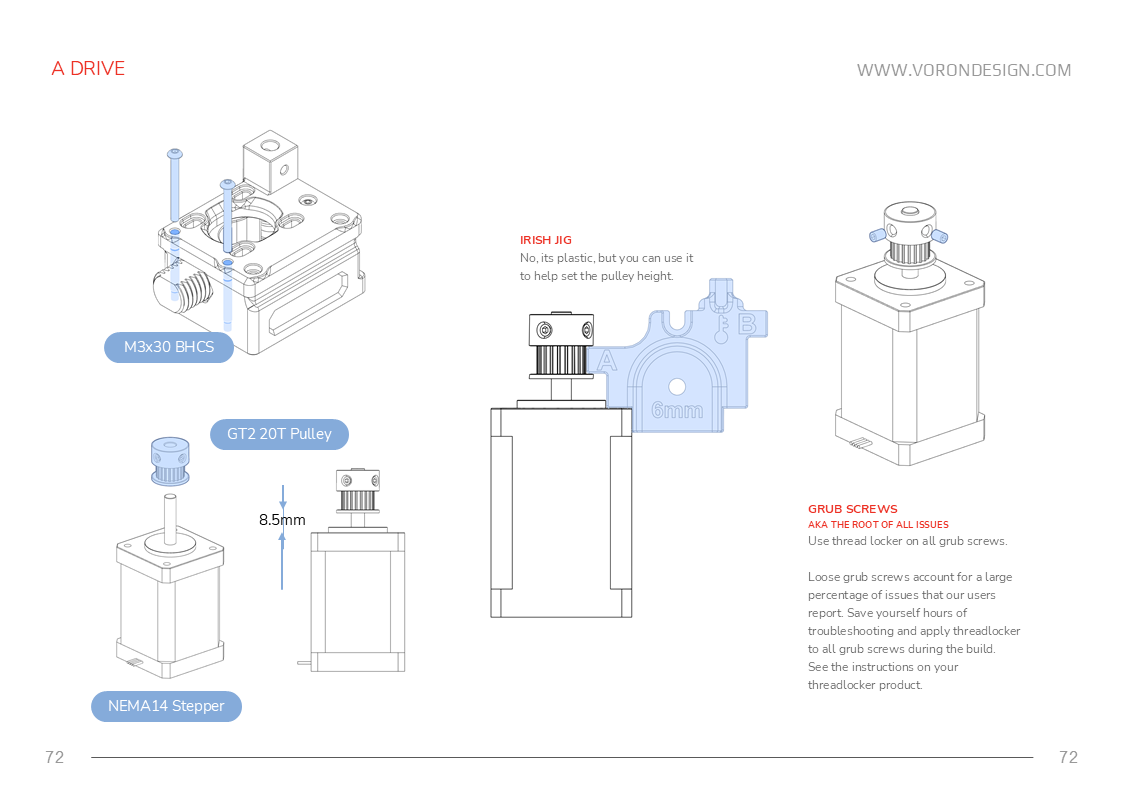 A DRIVE
WWW.VORONDESIGN.COM
M3x30 BHCS
IRISH JIG
No, its plastic, but you can use it
to help set the pulley height.
A
B
6mm
GT2 20T Pulley
8.5mm
NEMA14 Stepper
GRUB SCREWS
AKA THE ROOT OF ALL ISSUES
Use thread locker on all grub screws.
Loose grub screws account for a large
percentage of issues that our users
report. Save yourself hours of
troubleshooting and apply threadlocker
to all grub screws during the build.
See the instructions on your
threadlocker product.
72
72